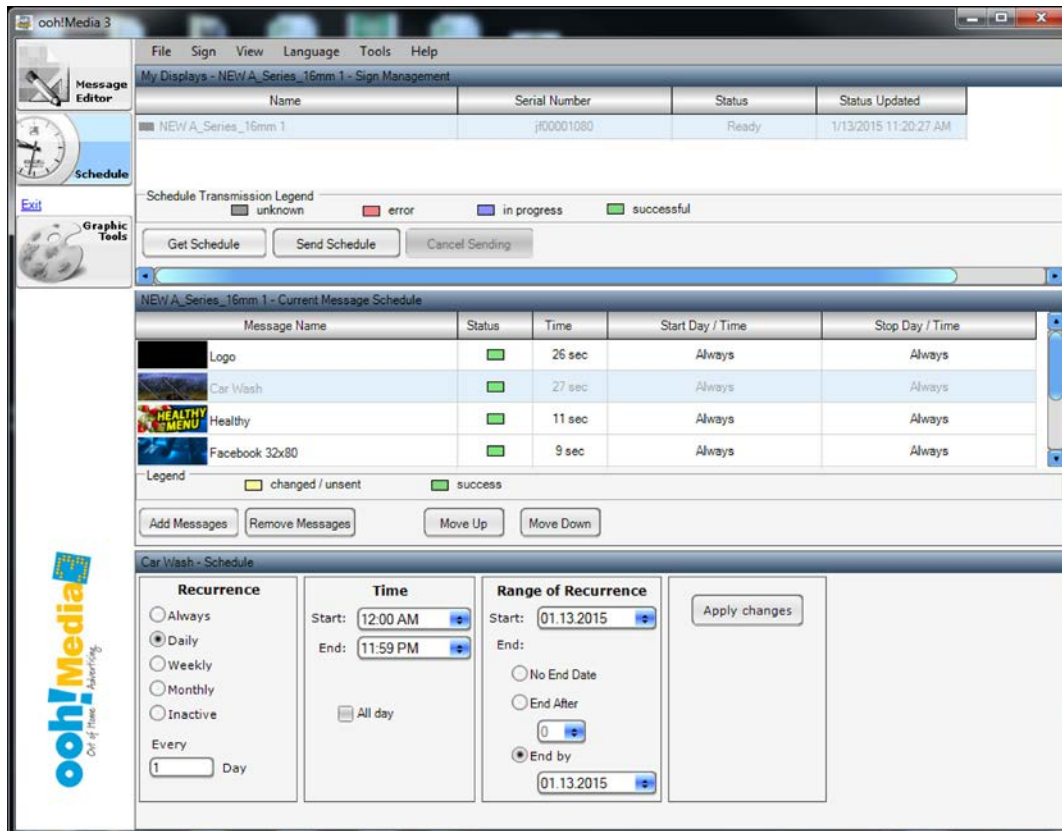 ooh!Media 3
File Sign View Language Tools Help
Message
Editor
Schedule
Exit
Graphic
Tools
My Displays - NEW A_Series_16mm 1 - Sign Management
Name Serial Number Status Status Updated
NEW A_Series_16mm 1 jf00001080 Ready 1/13/2015 11:20:27 AM
Schedule Transmission Legend
unknown error in progress successful
Get Schedule Send Schedule Cancel Sending
NEW A_Series_16mm 1 - Current Message Schedule
Message Name Status Time Start Day / Time Stop Day / Time
Logo 26 sec Always Always
Car Wash 27 sec Always Always
HEALTHY
MENU
Healthy 11 sec Always Always
Facebook 32x80 9 sec Always Always
Legend
changed / unsent success
Add Messages Remove Messages Move Up Move Down
Car Wash - Schedule
Recurrence
Always
Daily
Weekly
Monthly
Inactive
Every
1 Day
Time
Start: 12:00 AM
End: 11:59 PM
All day
Range of Recurrence
Start: 01.13.2015
End:
No End Date
End After
0
End by
01.13.2015
Apply changes
ooh!Media3
Out of Home Advertising